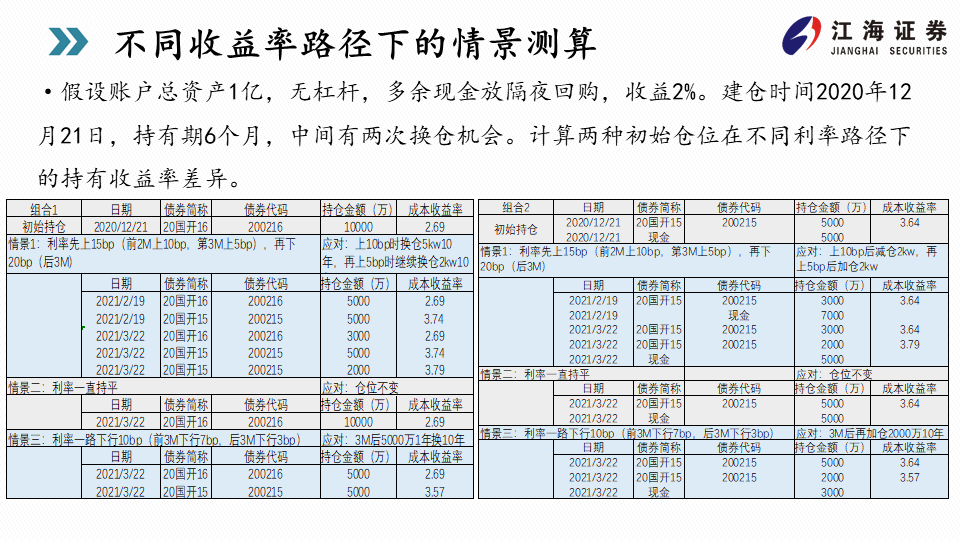 不同收益率路径下的情景测算
江海证券
JIANGHAI SECURITIES
•假设账户总资产1亿，无杠杆，多余现金放隔夜回购，收益2%。建仓时间2020年12
月21日，持有期6个月，中间有两次换仓机会。计算两种初始仓位在不同利率路径下
的持有收益率差异。
组合1 日期 债券简称 债券代码 持仓金额（万） 成本收益率
初始持仓 2020/12/21 20国开16 200216 10000 2.69
情景1：利率先上15bp（前2M上10bp，第3M上5bp），再下 应对：上10bp时换仓5kw10
20bp（后3M） 年，再上5bp时继续换仓2kw10
日期 债券简称 债券代码 持仓金额（万） 成本收益率
2021/2/19 20国开16 200216 5000 2.69
2021/2/19 20国开15 200215 5000 3.74
2021/3/22 20国开16 200216 3000 2.69
2021/3/22 20国开15 200215 5000 3.74
2021/3/22 20国开15 200215 2000 3.79
情景二：利率一直持平 应对：仓位不变
日期 债券简称 债券代码 持仓金额（万） 成本收益率
2021/3/22 20国开16 200216 10000 2.69
情景三：利率一路下行10bp（前3M下行7bp，后3M下行3bp） 应对：3M后5000万1年换10年
日期 债券简称 债券代码 持仓金额（万） 成本收益率
2021/3/22 20国开16 200216 5000 2.69
2021/3/22 20国开15 200215 5000 3.57
组合2 日期 债券简称 债券代码 持仓金额（万） 成本收益率
初始持仓 2020/12/21 20国开15 200215 5000 3.64
2020/12/21 现金 5000
情景1：利率先上15bp（前2M上10bp，第3M上5bp），再下 应对：上10bp后减仓2kw，再
20bp（后3M） 上5bp后加仓2kw
日期 债券简称 债券代码 持仓金额（万） 成本收益率
2021/2/19 20国开15 200215 3000 3.64
2021/2/19 现金 7000
2021/3/22 20国开15 200215 3000 3.64
2021/3/22 20国开15 200215 2000 3.79
2021/3/22 现金 5000
情景二：利率一直持平 应对：仓位不变
日期 债券简称 债券代码 持仓金额（万） 成本收益率
2021/3/22 20国开15 200215 5000 3.64
2021/3/22 现金 5000
情景三：利率一路下行10bp（前3M下行7bp，后3M下行3bp） 应对：3M后再加仓2000万10年
日期 债券简称 债券代码 持仓金额（万） 成本收益率
2021/3/22 20国开15 200215 5000 3.64
2021/3/22 20国开15 200215 2000 3.57
2021/3/22 现金 3000